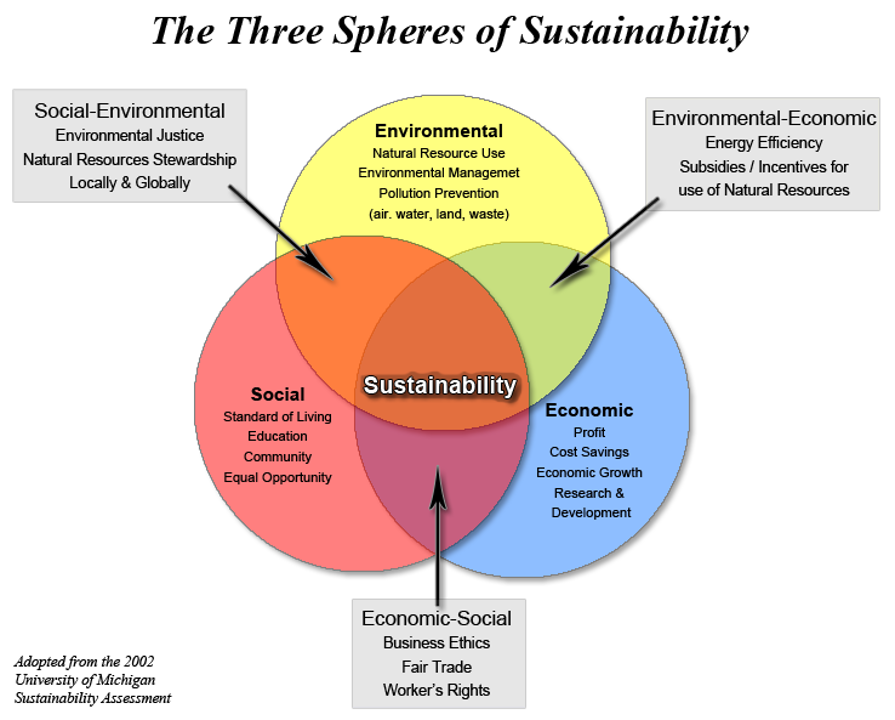 The Three Spheres of Sustainability
Social-Environmental
Environmental Justice
Natural Resources Stewardship
Locally & Globally
Environmental
Natural Resource Use
Environmental Managemet
Pollution Prevention
(air. water, land, waste)
Environmental-Economic
Energy Efficiency
Subsidies / Incentives for
use of Natural Resources
Sustainability
Social
Standard of Living
Education
Community
Equal Opportunity
Economic
Profit
Cost Savings
Economic Growth
Research &
Development
Economic-Social
Business Ethics
Fair Trade
Worker's Rights
Adopted from the 2002
University of Michigan
Sustainability Assessment